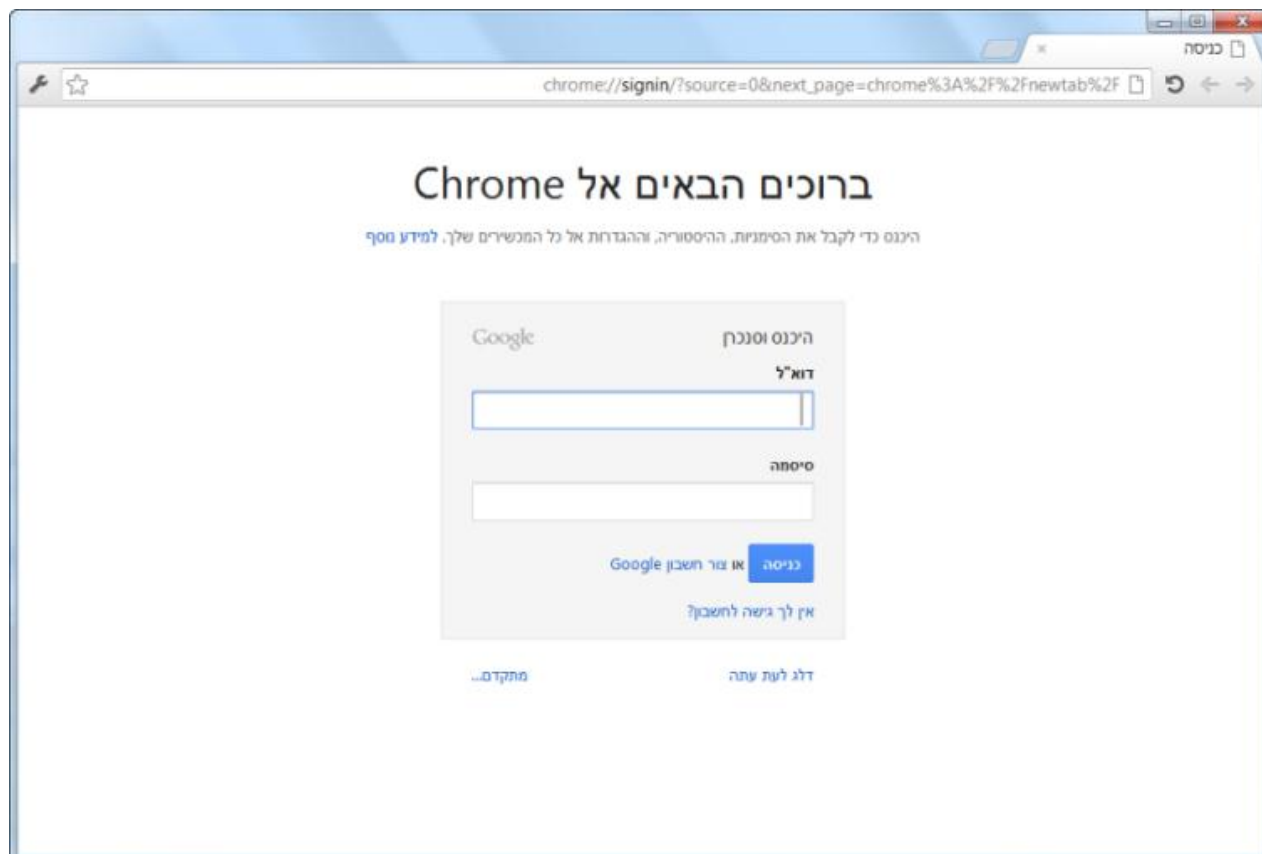 כניסה
chrome://signin/?source=0&next_page=chrome%3A%2F%2Fnewtab%2F
ברוכים הבאים אל Chrome
היכנס כדי לקבל את הסימניות, ההיסטוריה, וההגדרות אל כל המכשירים שלך. למידע נוסף
היכנס וסנכרן Google
דוא"ל
סיסמה
כניסה או צור חשבון Google
אין לך גישה לחשבון?
דלג לעת עתה מתקדם...